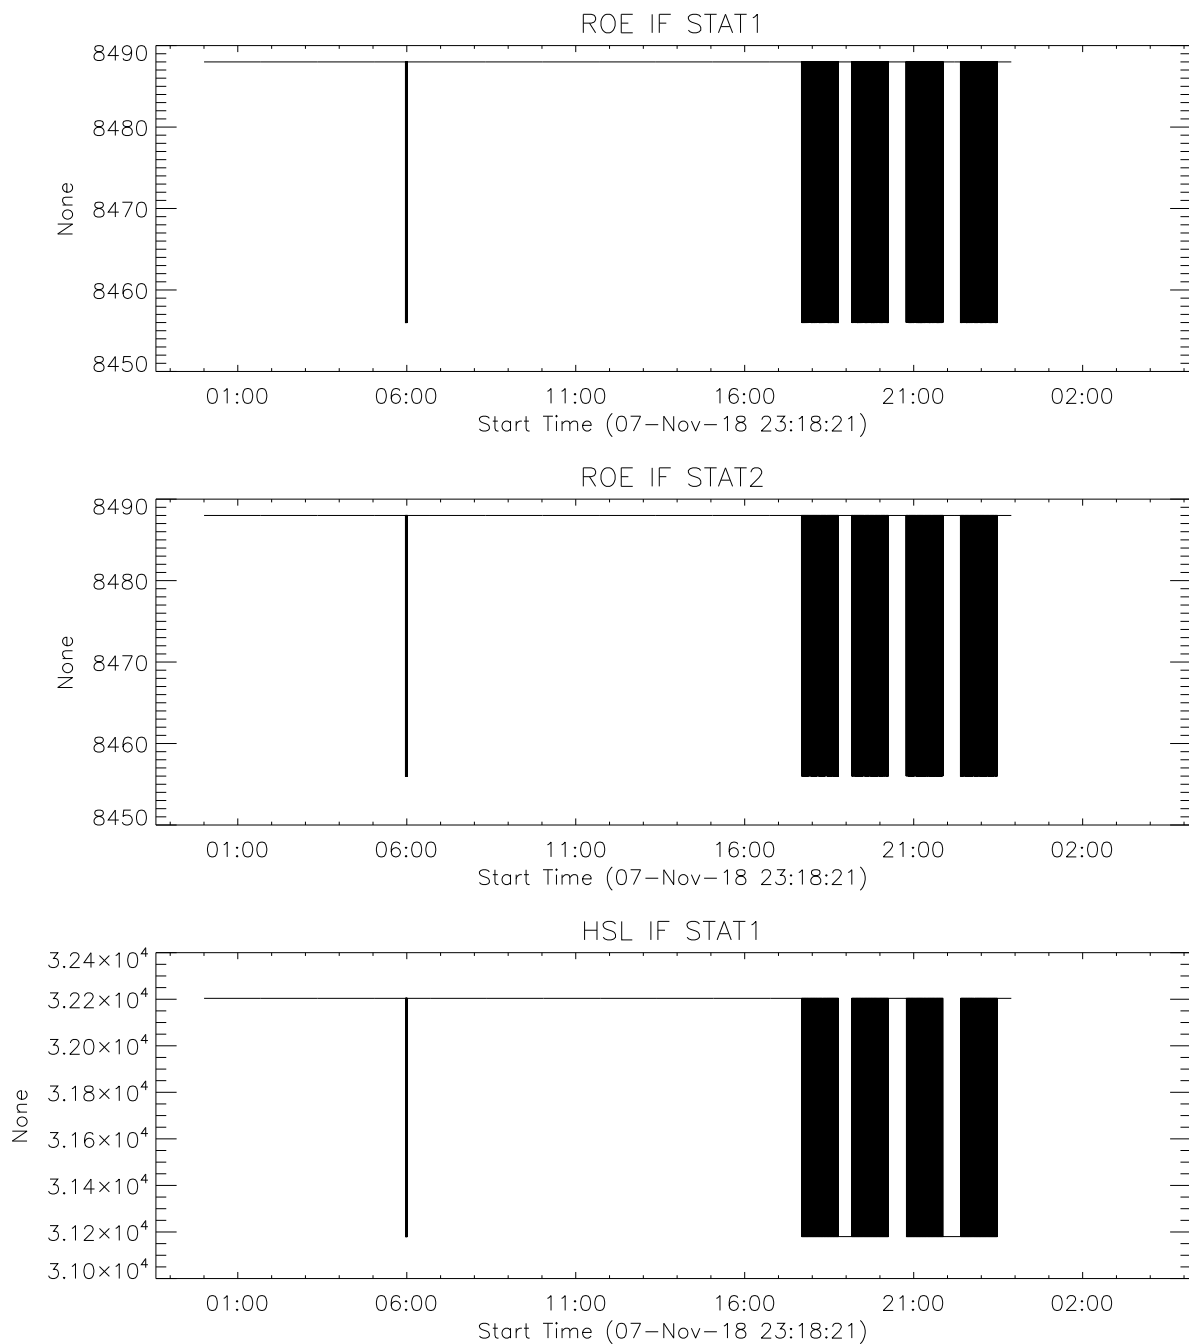 ROE IF STAT1
8490
8480
8470
8460
8450
None
01:00 06:00 11:00 16:00 21:00 02:00
Start Time (07-Nov-18 23:18:21)
ROE IF STAT2
8490
8480
8470
8460
8450
None
01:00 06:00 11:00 16:00 21:00 02:00
Start Time (07-Nov-18 23:18:21)
HSL IF STAT1
3.24×10⁴
3.22×10⁴
3.20×10⁴
3.18×10⁴
3.16×10⁴
3.14×10⁴
3.12×10⁴
3.10×10⁴
None
01:00 06:00 11:00 16:00 21:00 02:00
Start Time (07-Nov-18 23:18:21)